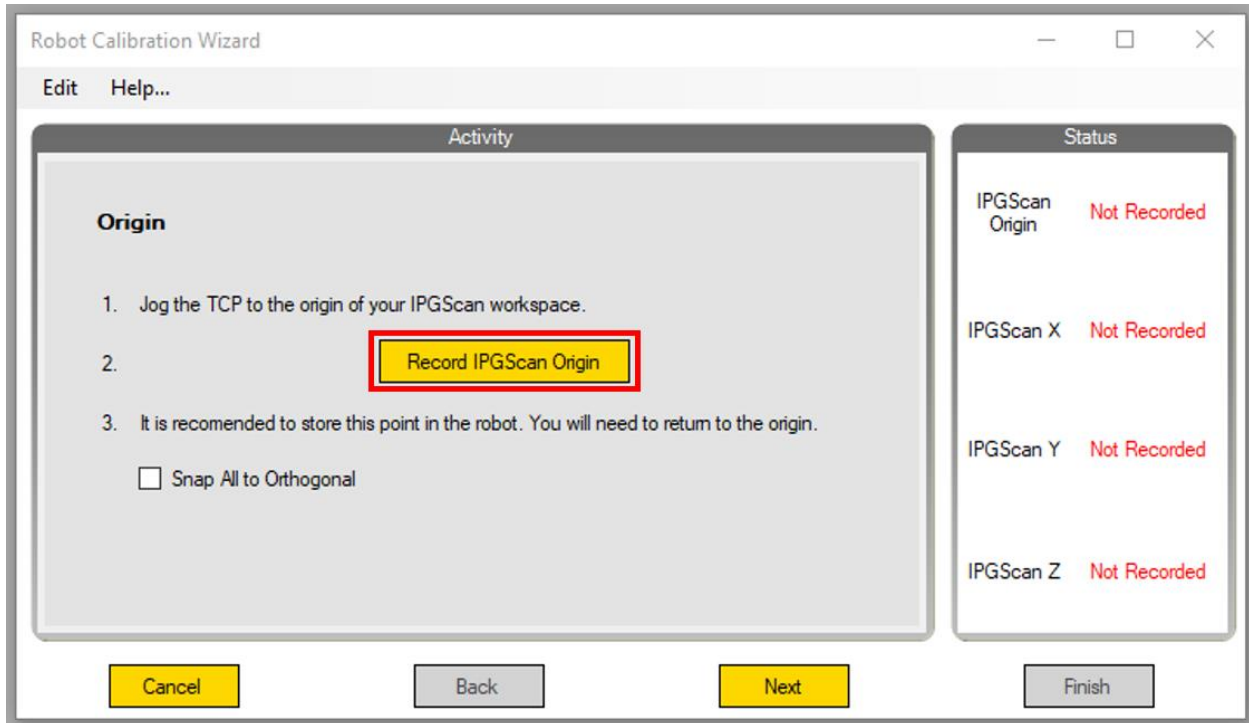 Robot Calibration Wizard
Edit Help...
Activity
Origin
1. Jog the TCP to the origin of your IPGScan workspace.
2. Record IPGScan Origin
3. It is recomended to store this point in the robot. You will need to return to the origin.
Snap All to Orthogonal
Status
IPGScan
Origin
Not Recorded
IPGScan X Not Recorded
IPGScan Y Not Recorded
IPGScan Z Not Recorded
Cancel Back Next Finish